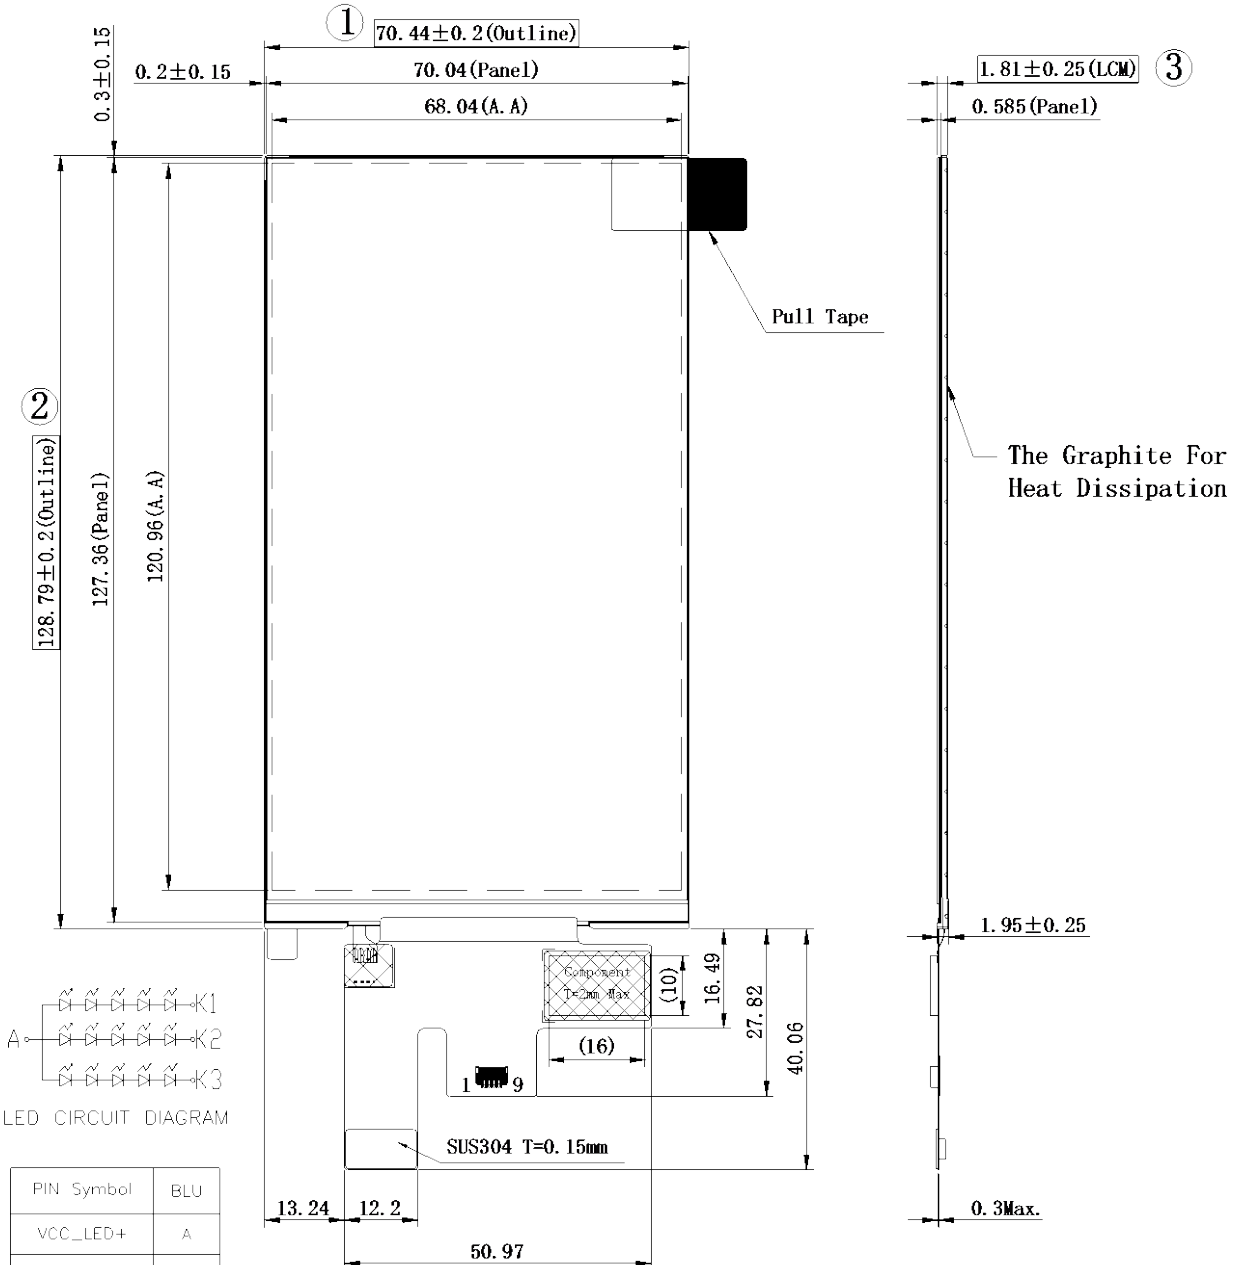 ①
70.44±0.2(Outline)
0.3±0.15
0.2±0.15
70.04(Panel)
68.04(A.A)
1.81±0.25(LCM)
③
0.585(Panel)
Pull Tape
②
128.79±0.2(Outline)
127.36(Panel)
120.96(A.A)
The Graphite For
Heat Dissipation
1.95±0.25
Component
T=2mm Max
(10)
16.49
27.82
40.06
(16)
1
9
A
K1
K2
K3
LED CIRCUIT DIAGRAM
SUS304 T=0.15mm
PIN Symbol BLU
VCC_LED+ A
13.24
12.2
50.97
0.3Max.